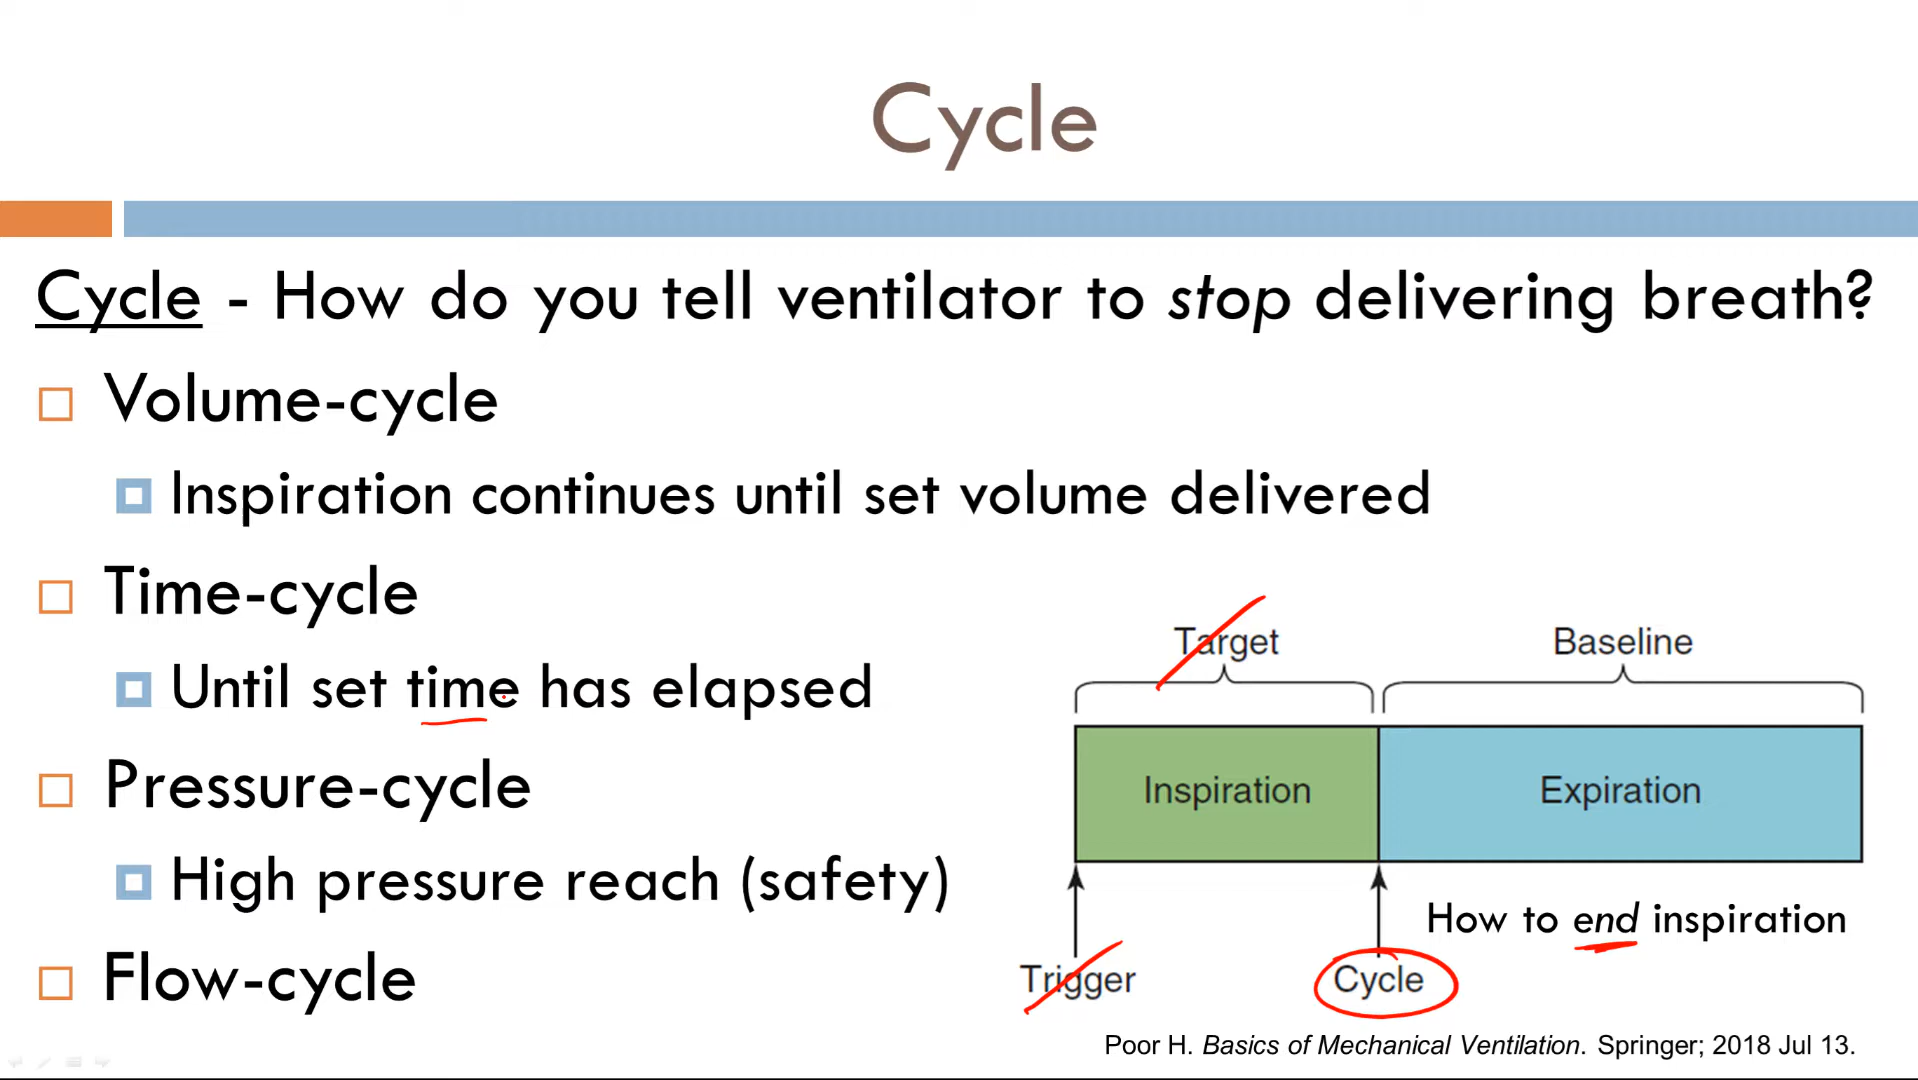 Cycle
Cycle - How do you tell ventilator to stop delivering breath?
Volume-cycle
Inspiration continues until set volume delivered
Time-cycle
Until set time has elapsed
Pressure-cycle
High pressure reach (safety)
Flow-cycle
Target
Baseline
Inspiration
Expiration
How to end inspiration
Trigger
Cycle
Poor H. Basics of Mechanical Ventilation. Springer; 2018 Jul 13.